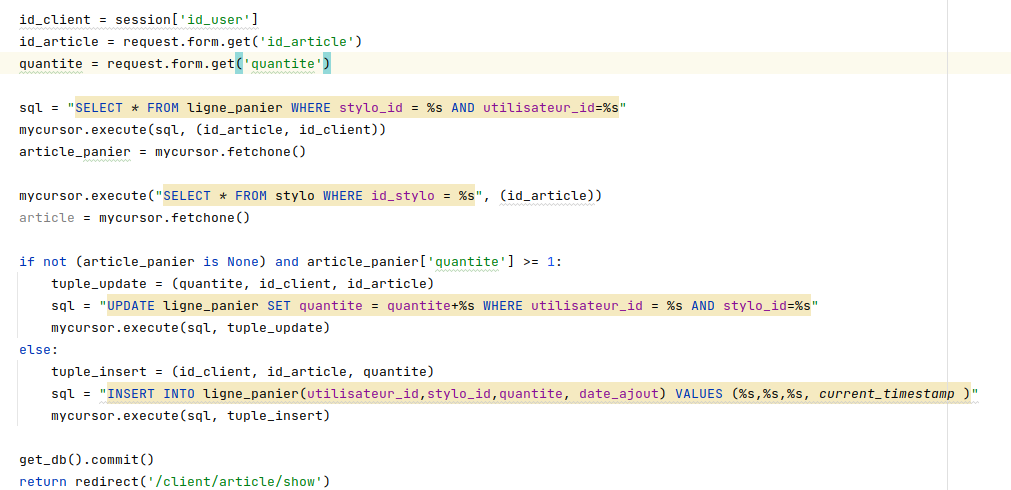 id_client = session['id_user']
id_article = request.form.get('id_article')
quantite = request.form.get('quantite')
sql = "SELECT * FROM ligne_panier WHERE stylo_id = %s AND utilisateur_id=%s"
mycursor.execute(sql, (id_article, id_client))
article_panier = mycursor.fetchone()
mycursor.execute("SELECT * FROM stylo WHERE id_stylo = %s", (id_article))
article = mycursor.fetchone()
if not (article_panier is None) and article_panier['quantite'] >= 1:
    tuple_update = (quantite, id_client, id_article)
    sql = "UPDATE ligne_panier SET quantite = quantite+%s WHERE utilisateur_id = %s AND stylo_id=%s"
    mycursor.execute(sql, tuple_update)
else:
    tuple_insert = (id_client, id_article, quantite)
    sql = "INSERT INTO ligne_panier(utilisateur_id,stylo_id,quantite, date_ajout) VALUES (%s,%s,%s, current_timestamp )"
    mycursor.execute(sql, tuple_insert)
get_db().commit()
return redirect('/client/article/show')